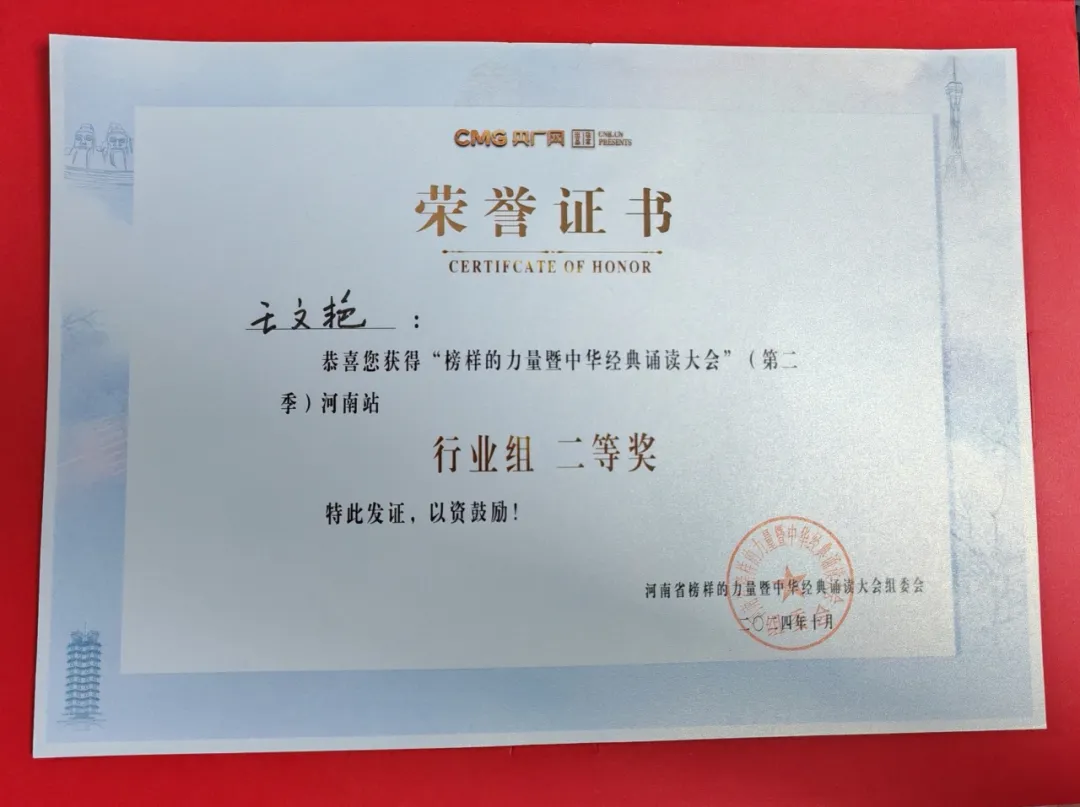 CMG 央广网 CNR.CN
PRESENTS
荣誉证书
CERTIFCATE OF HONOR
王文艳：
恭喜您获得“榜样的力量暨中华经典诵读大会”（第二
季）河南站
行业组 二等奖
特此发证，以资鼓励！
河南省榜样的力量暨中华经典诵读大会组委会
二〇二四年十月